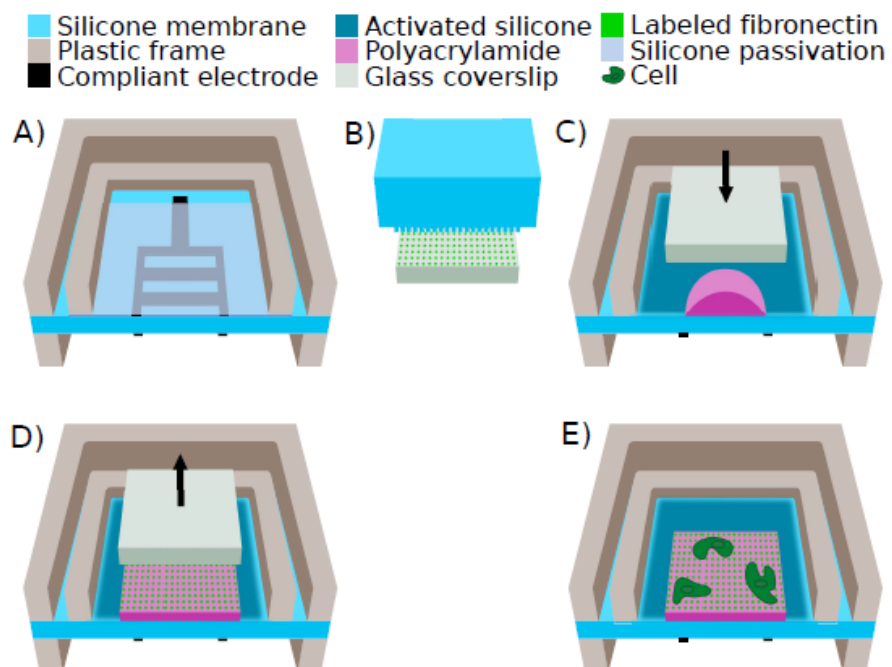 Silicone membrane Activated silicone Labeled fibronectin
Plastic frame Polyacrylamide Silicone passivation
Compliant electrode Glass coverslip Cell
A) B) C)
D) E)